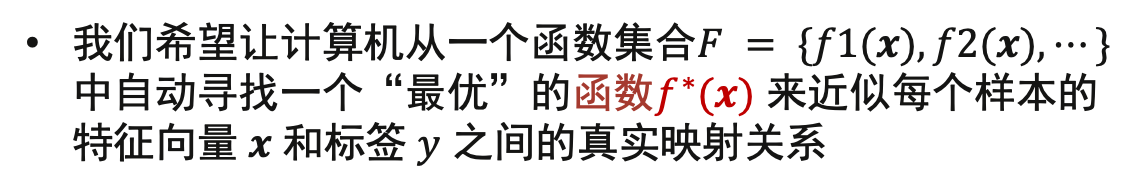 • 我们希望让计算机从一个函数集合F = {f1(x), f2(x), ⋯}
中自动寻找一个“最优”的函数f*(x) 来近似每个样本的
特征向量 x 和标签 y 之间的真实映射关系